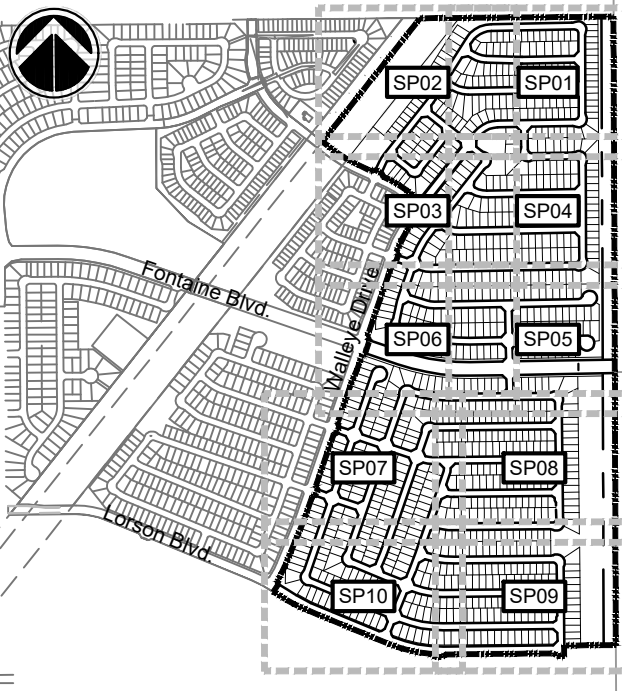 SP02
SP01
SP03
SP04
Fontaine Blvd.
Walleye Drive
SP06
SP05
SP07
SP08
Lorson Blvd.
SP10
SP09